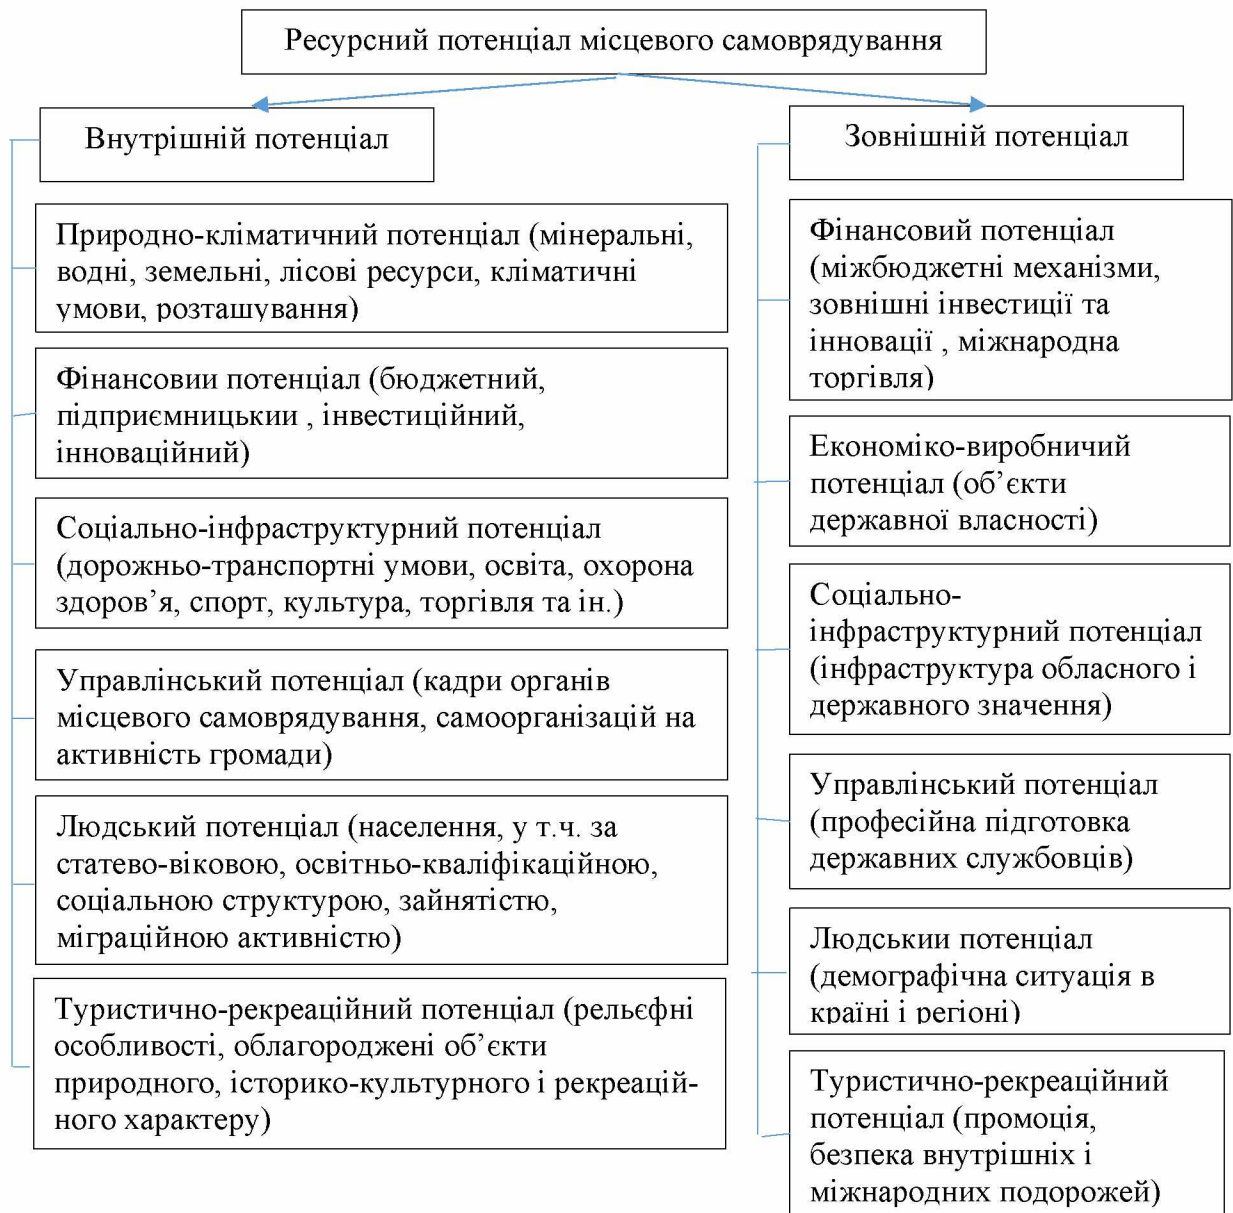 Ресурсний потенціал місцевого самоврядування
Внутрішній потенціал
Природно-кліматичний потенціал (мінеральні,
водні, земельні, лісові ресурси, кліматичні
умови, розташування)
Фінансовии потенціал (бюджетний,
підприємницькии , інвестиційний,
інноваційний)
Соціально-інфраструктурний потенціал
(дорожньо-транспортні умови, освіта, охорона
здоров’я, спорт, культура, торгівля та ін.)
Управлінський потенціал (кадри органів
місцевого самоврядування, самоорганізацій на
активність громади)
Людський потенціал (населення, у т.ч. за
статево-віковою, освітньо-кваліфікаційною,
соціальною структурою, зайнятістю,
міграційною активністю)
Туристично-рекреаційний потенціал (рельєфні
особливості, облагороджені об’єкти
природного, історико-культурного і рекреацій-
ного характеру)
Зовнішній потенціал
Фінансовий потенціал
(міжбюджетні механізми,
зовнішні інвестиції та
інновації , міжнародна
торгівля)
Економіко-виробничий
потенціал (об’єкти
державної власності)
Соціально-
інфраструктурний потенціал
(інфраструктура обласного і
державного значення)
Управлінський потенціал
(професійна підготовка
державних службовців)
Людськии потенціал
(демографічна ситуація в
країні і регіоні)
Туристично-рекреаційний
потенціал (промоція,
безпека внутрішніх і
міжнародних подорожей)